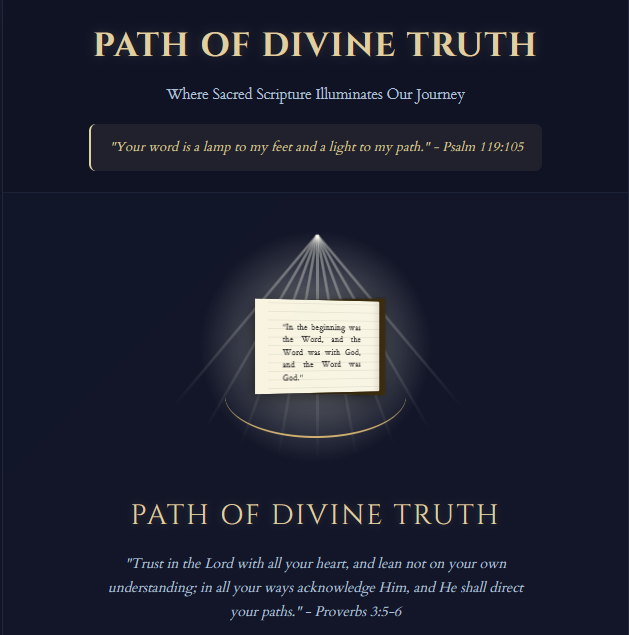 PATH OF DIVINE TRUTH
Where Sacred Scripture Illuminates Our Journey
"Your word is a lamp to my feet and a light to my path." - Psalm 119:105
"In the beginning was
the Word, and the
Word was with God,
and the Word was
God."
PATH OF DIVINE TRUTH
"Trust in the Lord with all your heart, and lean not on your own
understanding; in all your ways acknowledge Him, and He shall direct
your paths." - Proverbs 3:5-6